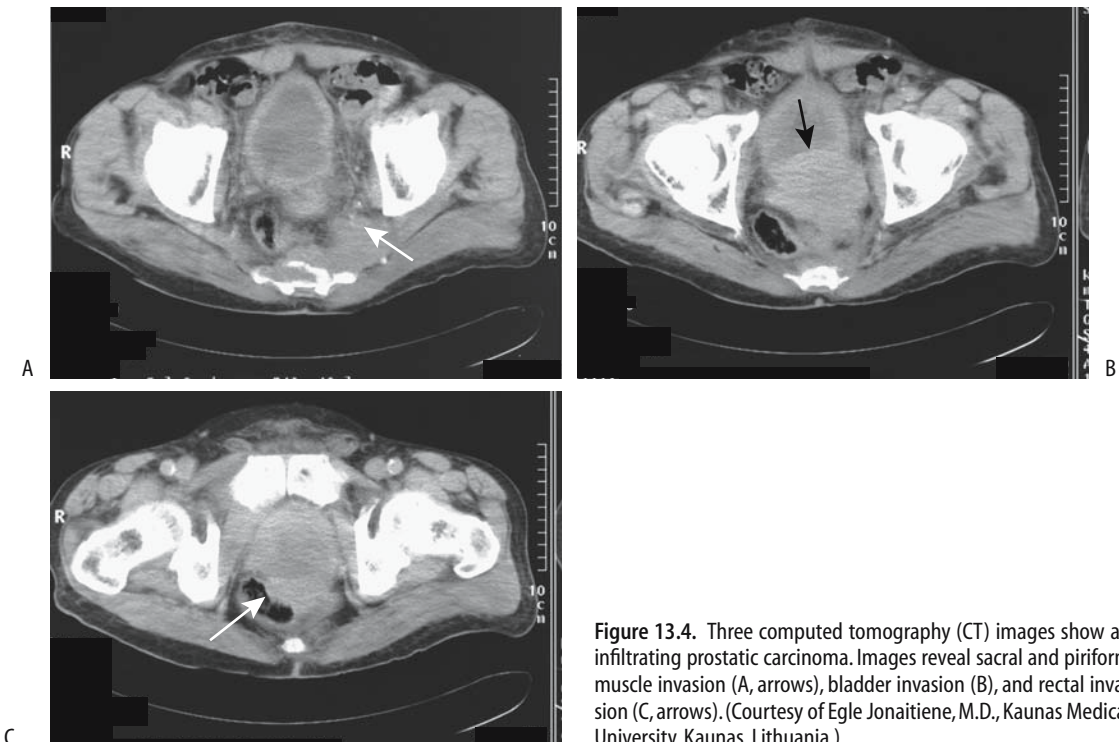 R
10
c
m
A
R
10
c
m
B
R
10
c
m
C
Figure 13.4. Three computed tomography (CT) images show an
infiltrating prostatic carcinoma. Images reveal sacral and piriform
muscle invasion (A, arrows), bladder invasion (B), and rectal inva-
sion (C, arrows). (Courtesy of Egle Jonaitiene, M.D., Kaunas Medical
University, Kaunas, Lithuania.)